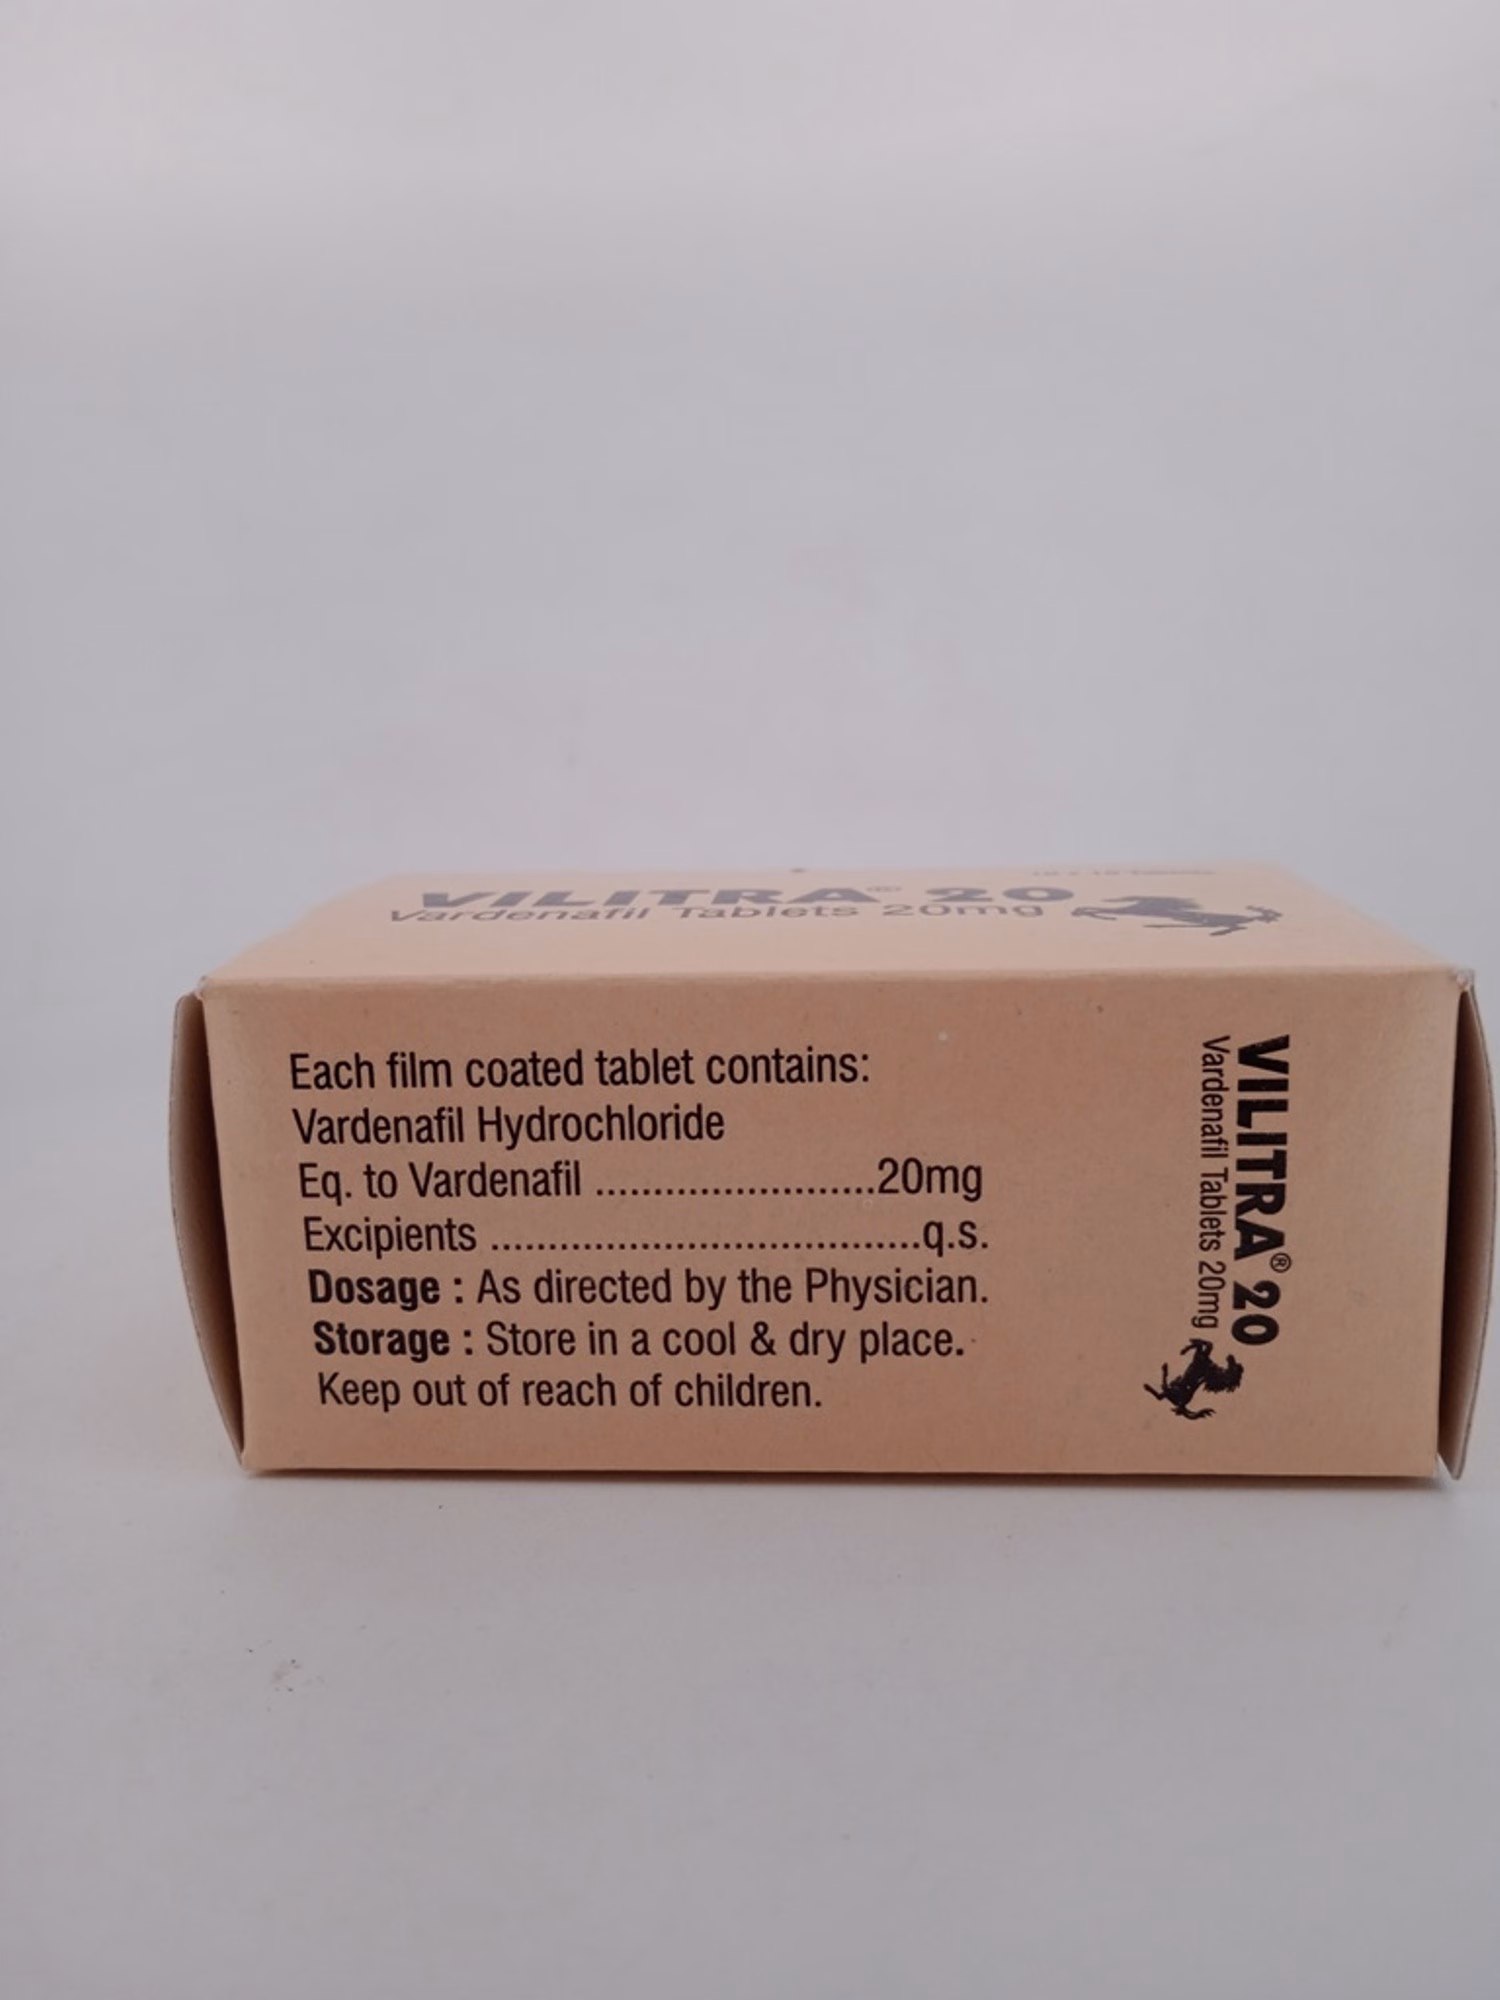 VILITRA® 20
Vardenafil Tablets 20mg
Each film coated tablet contains:
Vardenafil Hydrochloride
Eq. to Vardenafil ........................20mg
Excipients .....................................q.s.
Dosage : As directed by the Physician.
Storage : Store in a cool & dry place.
Keep out of reach of children.
VILITRA® 20
Vardenafil Tablets 20mg